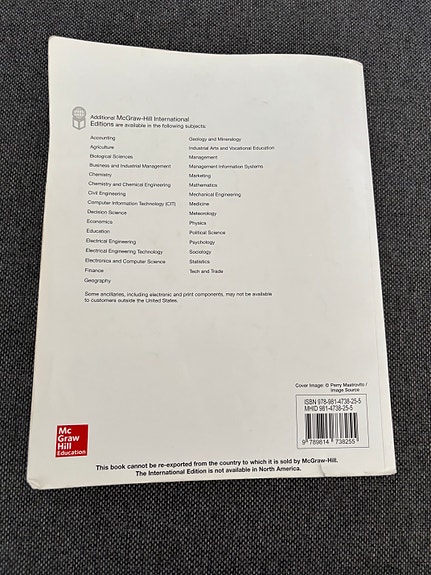 Additional McGraw-Hill International
Editions are available in the following subjects:
Accounting
Agriculture
Biological Sciences
Business and Industrial Management
Chemistry
Chemistry and Chemical Engineering
Civil Engineering
Computer Information Technology (CIT)
Decision Science
Economics
Education
Electrical Engineering
Electrical Engineering Technology
Electronics and Computer Science
Finance
Geography
Geology and Mineralogy
Industrial Arts and Vocational Education
Management
Management Information Systems
Marketing
Mathematics
Mechanical Engineering
Medicine
Meteorology
Physics
Political Science
Psychology
Sociology
Statistics
Tech and Trade
Some ancillaries, including electronic and print components, may not be available
to customers outside the United States.
Cover Image: © Perry Mastrovito /
Image Source
ISBN 978-981-4738-25-5
MHID 981-4738-25-5
9 789814 738255
Mc
Graw
Hill
Education
This book cannot be re-exported from the country to which it is sold by McGraw-Hill.
The International Edition is not available in North America.